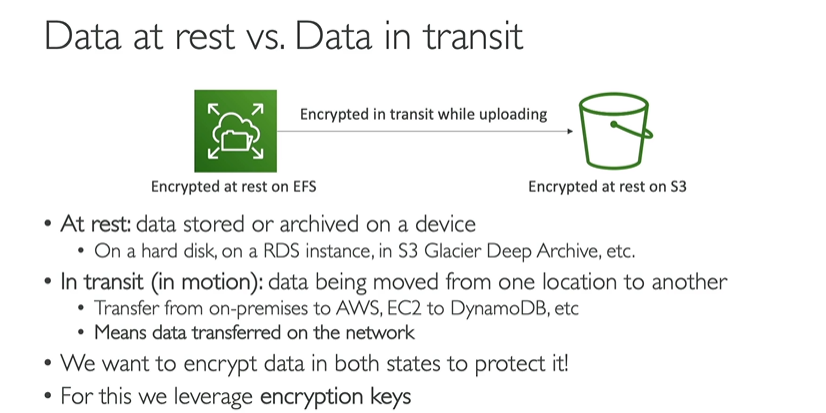 Data at rest vs. Data in transit
Encrypted in transit while uploading
Encrypted at rest on EFS
Encrypted at rest on S3
• At rest: data stored or archived on a device
• On a hard disk, on a RDS instance, in S3 Glacier Deep Archive, etc.
• In transit (in motion): data being moved from one location to another
• Transfer from on-premises to AWS, EC2 to DynamoDB, etc
• Means data transferred on the network
• We want to encrypt data in both states to protect it!
• For this we leverage encryption keys